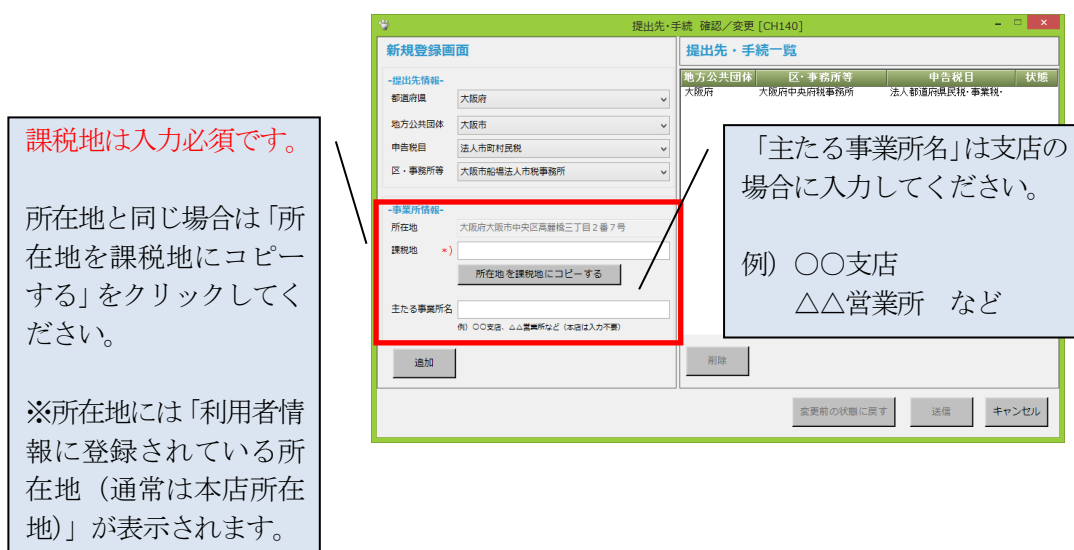 課税地は入力必須です。
所在地と同じ場合は「所
在地を課税地にコピー
する」をクリックしてく
ださい。
※所在地には「利用者情
報に登録されている所
在地（通常は本店所在
地）」が表示されます。
提出先・手続 確認／変更 [CH140]
新規登録画面
-提出先情報-
都道府県 大阪府
地方公共団体 大阪市
申告税目 法人市町村民税
区・事務所等 大阪市船場法人市税事務所
-事業所情報-
所在地 大阪府大阪市中央区高麗橋三丁目２番７号
課税地 *)
所在地を課税地にコピーする
主たる事業所名
例）○○支店、△△営業所など（本店は入力不要）
追加
提出先・手続一覧
地方公共団体 区・事務所等 申告税目 状態
大阪府 大阪府中央府税事務所 法人都道府県民税・事業税・
「主たる事業所名」は支店の
場合に入力してください。
例）○○支店
△△営業所 など
削除
変更前の状態に戻す 送信 キャンセル